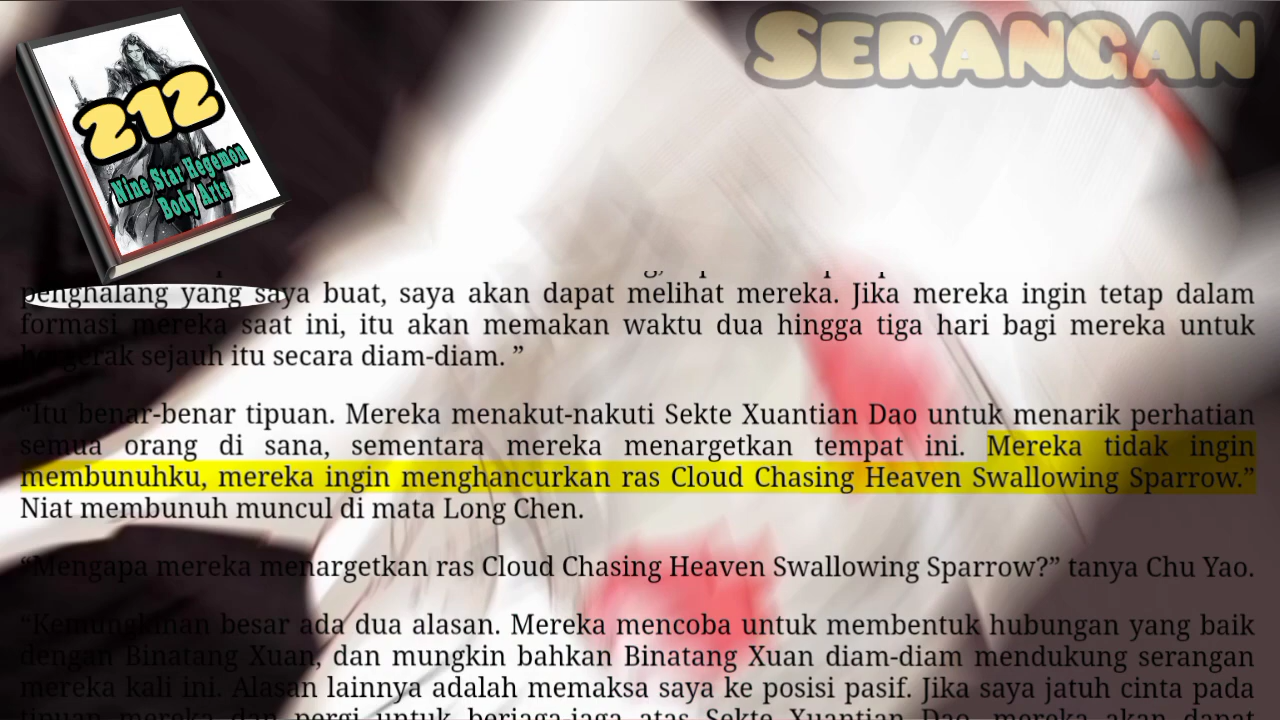 SERANGAN
212
Nine Star Hegemon
Body Arts
penghalang yang saya buat, saya akan dapat melihat mereka. Jika mereka ingin tetap dalam
formasi mereka saat ini, itu akan memakan waktu dua hingga tiga hari bagi mereka untuk
bergerak sejauh itu secara diam-diam. ”
“Itu benar-benar tipuan. Mereka menakut-nakuti Sekte Xuantian Dao untuk menarik perhatian
semua orang di sana, sementara mereka menargetkan tempat ini. Mereka tidak ingin
membunuhku, mereka ingin menghancurkan ras Cloud Chasing Heaven Swallowing Sparrow.”
Niat membunuh muncul di mata Long Chen.
“Mengapa mereka menargetkan ras Cloud Chasing Heaven Swallowing Sparrow?” tanya Chu Yao.
“Kemungkinan besar ada dua alasan. Mereka mencoba untuk membentuk hubungan yang baik
dengan Binatang Xuan, dan mungkin bahkan Binatang Xuan diam-diam mendukung serangan
mereka kali ini. Alasan lainnya adalah memaksa saya ke posisi pasif. Jika saya jatuh cinta pada
tipuan mereka dan pergi untuk berjaga-jaga atas Sekte Xuantian Dao, mereka akan dapat